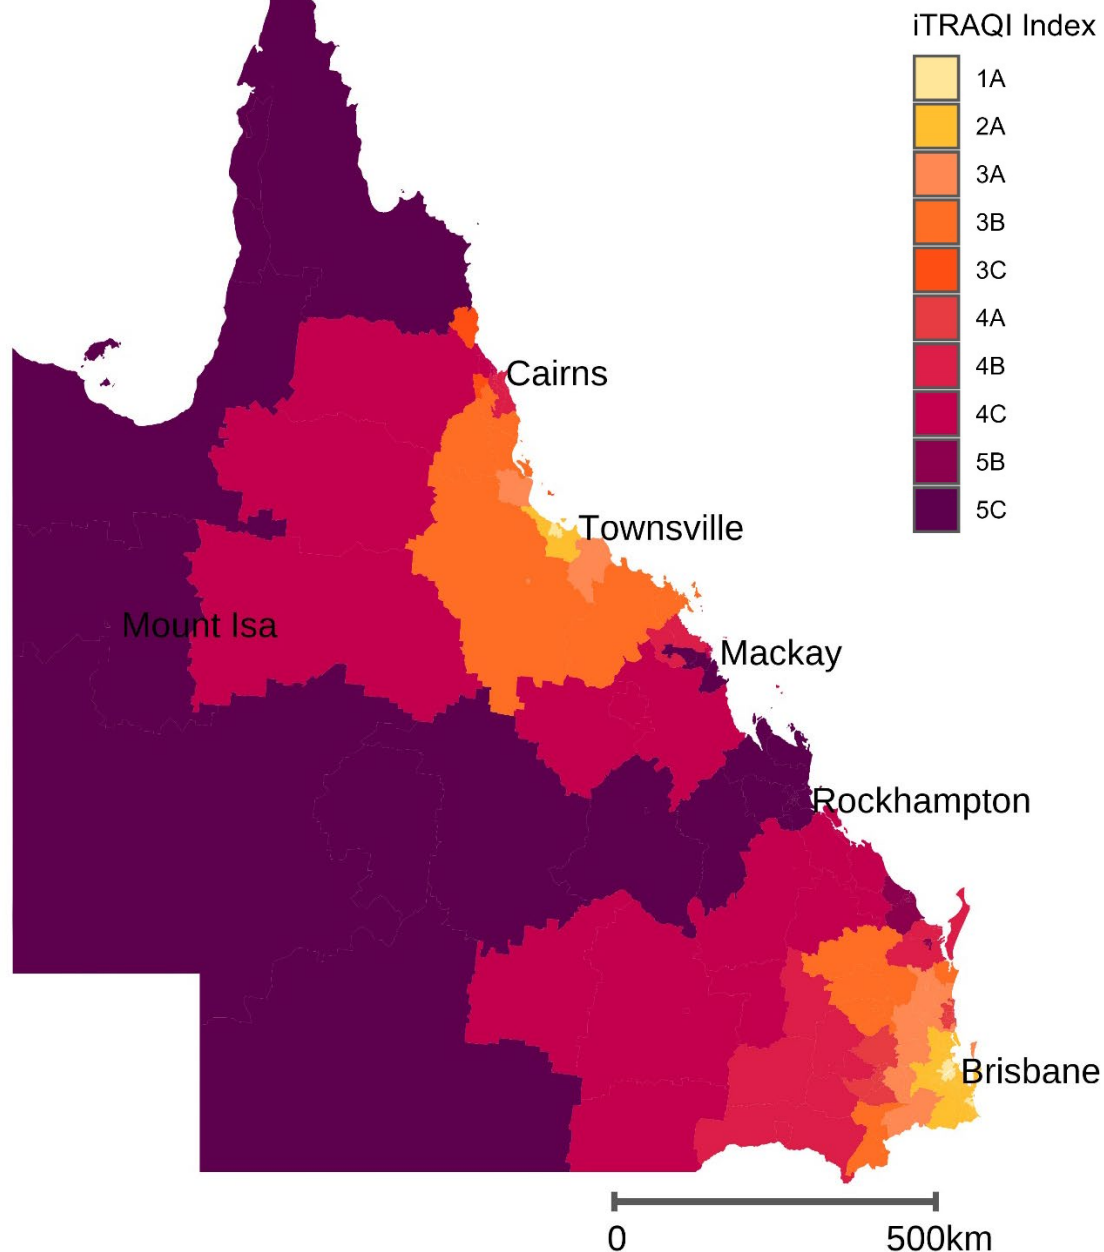 iTRAQI Index
1A
2A
3A
3B
3C
4A
4B
4C
5B
5C
Cairns
Townsville
Mount Isa
Mackay
Rockhampton
Brisbane
0 500km